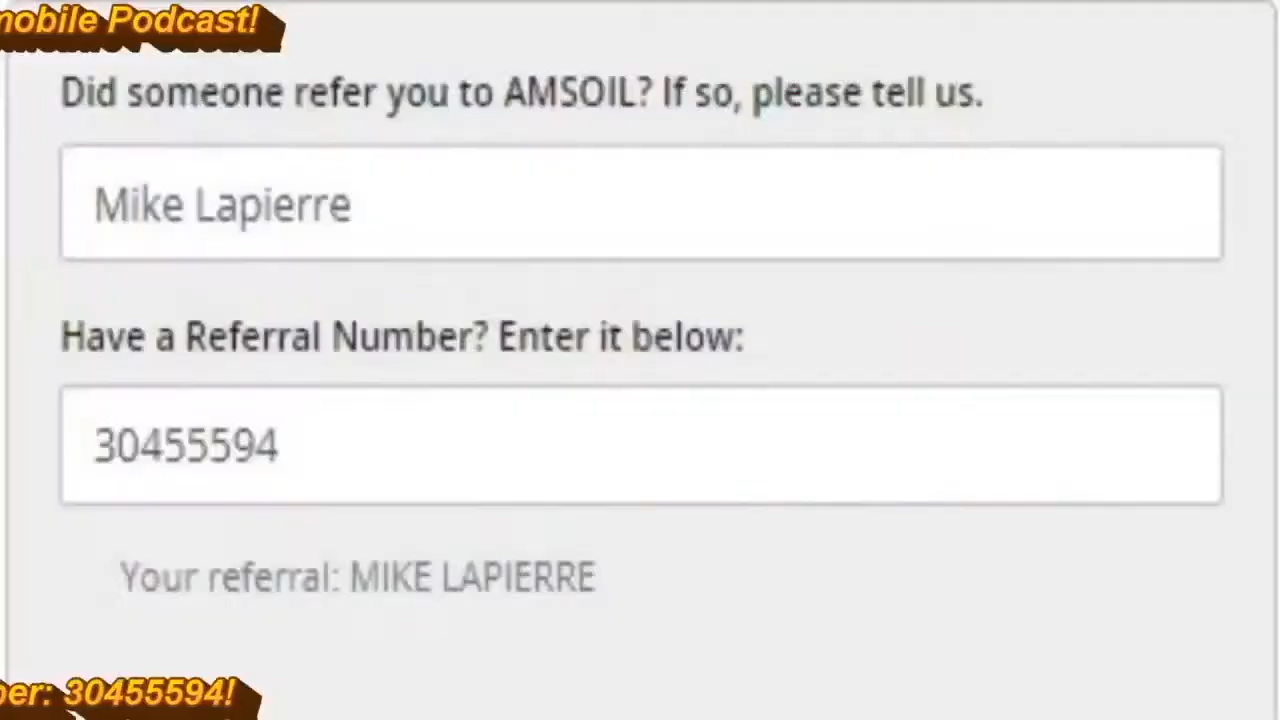 mobile Podcast!
Did someone refer you to AMSOIL? If so, please tell us.
Mike Lapierre
Have a Referral Number? Enter it below:
30455594
Your referral: MIKE LAPIERRE
ber: 30455594!